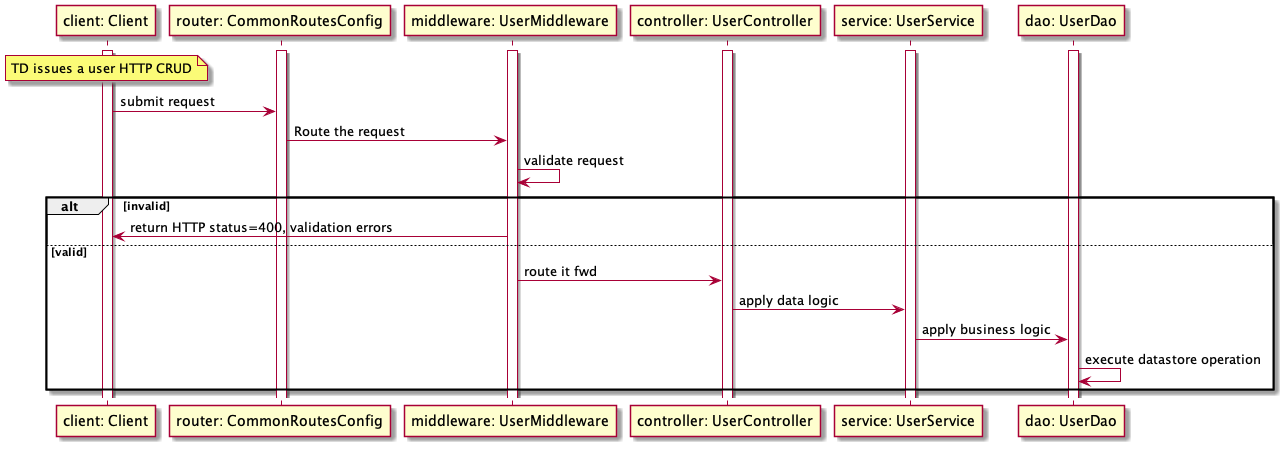 client: Client
router: CommonRoutesConfig
middleware: UserMiddleware
controller: UserController
service: UserService
dao: UserDao
TD issues a user HTTP CRUD
submit request
Route the request
validate request
alt
[invalid]
return HTTP status=400, validation errors
[valid]
route it fwd
apply data logic
apply business logic
execute datastore operation
client: Client
router: CommonRoutesConfig
middleware: UserMiddleware
controller: UserController
service: UserService
dao: UserDao